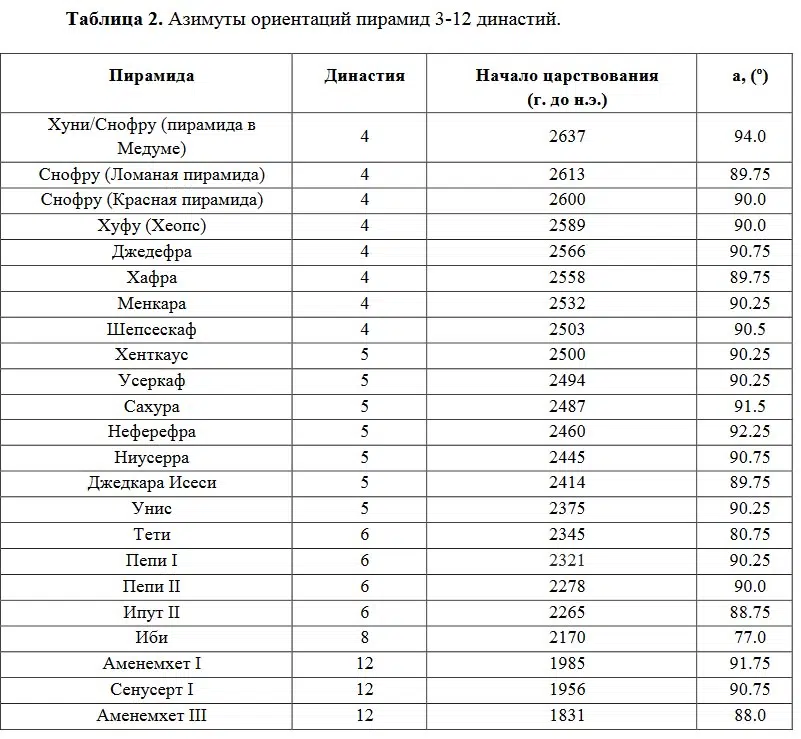 Таблица 2. Азимуты ориентаций пирамид 3-12 династий.
Пирамида Династия Начало царствования (г. до н.э.) a, (º)
Хуни/Снофру (пирамида в Медуме) 4 2637 94.0
Снофру (Ломаная пирамида) 4 2613 89.75
Снофру (Красная пирамида) 4 2600 90.0
Хуфу (Хеопс) 4 2589 90.0
Джедефра 4 2566 90.75
Хафра 4 2558 89.75
Менкара 4 2532 90.25
Шепсескаф 4 2503 90.5
Хенткаус 5 2500 90.25
Усеркаф 5 2494 90.25
Сахура 5 2487 91.5
Неферефра 5 2460 92.25
Ниусерра 5 2445 90.75
Джедкара Исеси 5 2414 89.75
Унис 5 2375 90.25
Тети 6 2345 80.75
Пепи I 6 2321 90.25
Пепи II 6 2278 90.0
Ипут II 6 2265 88.75
Иби 8 2170 77.0
Аменемхет I 12 1985 91.75
Сенусерт I 12 1956 90.75
Аменемхет III 12 1831 88.0